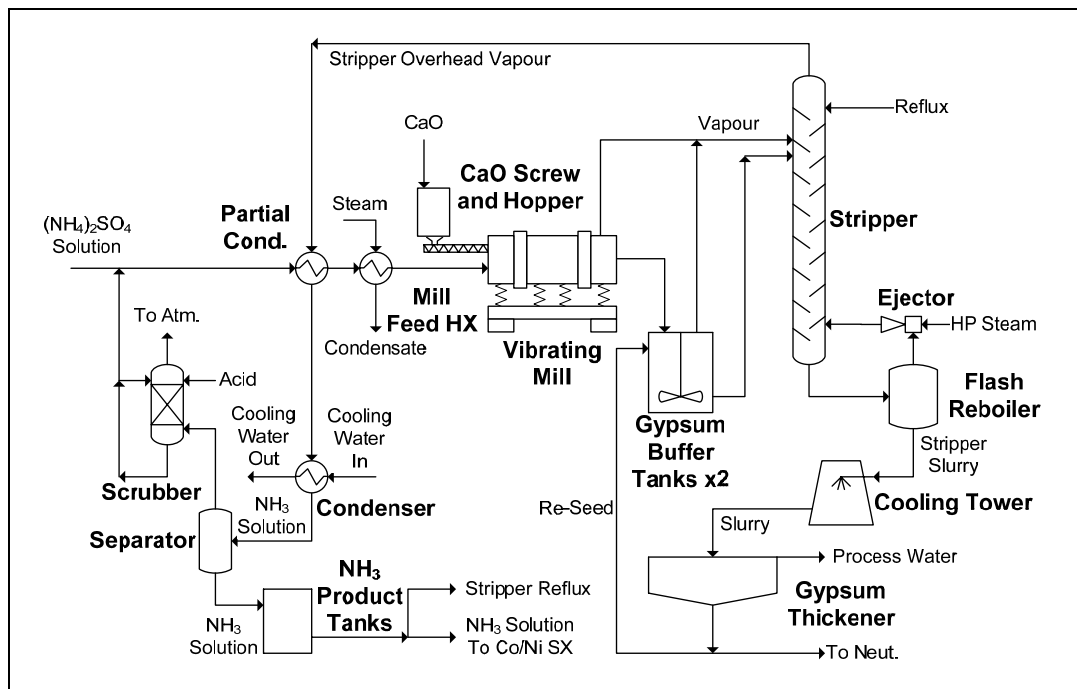 Stripper Overhead Vapour
Reflux
CaO
Vapour
CaO Screw
and Hopper
Steam
Partial
Cond.
(NH₄)₂SO₄
Solution
Stripper
Ejector
HP Steam
To Atm.
Mill
Feed HX
Condensate
Vibrating
Mill
Acid
Flash
Reboiler
Cooling
Water
Out
Cooling
Water
In
Gypsum
Buffer
Tanks x2
Stripper
Slurry
Scrubber
NH₃
Solution
Condenser
Re-Seed
Cooling Tower
Separator
Slurry
Process Water
NH₃
Product
Tanks
Stripper Reflux
Gypsum
Thickener
NH₃
Solution
NH₃ Solution
To Co/Ni SX
To Neut.